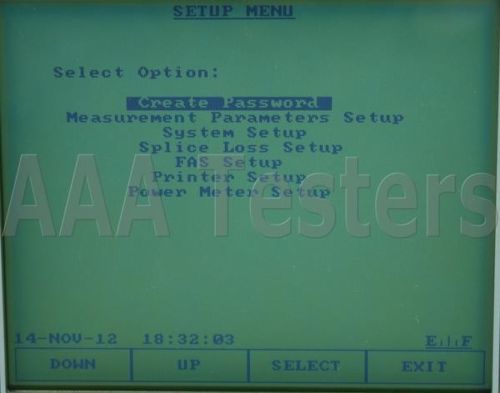 SETUP MENU
Select Option:
Create Password
Measurement Parameters Setup
System Setup
Splice Loss Setup
FAS Setup
Printer Setup
Power Meter Setup
AAA Testers
14-NOV-12 18:32:03
E F
DOWN UP SELECT EXIT